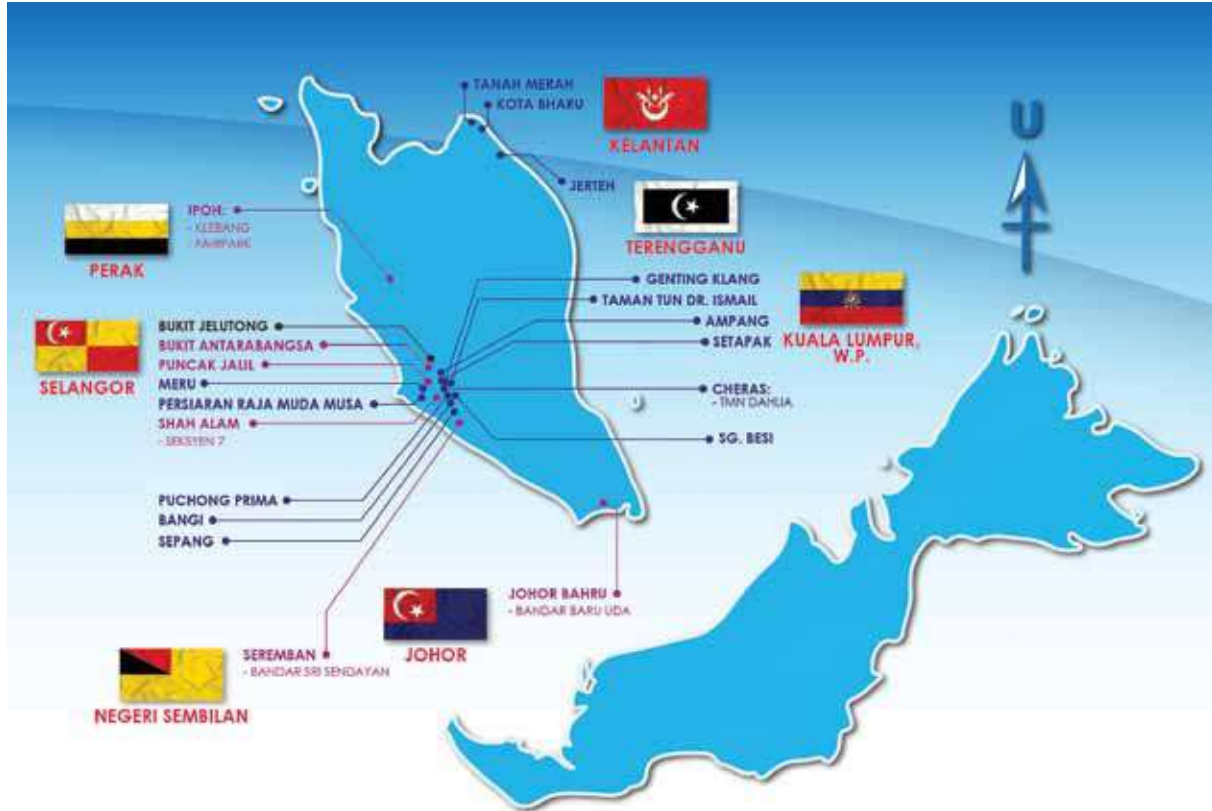 TANAH MERAH
KOTA BHARU
KELANTAN
JERTEH
TERENGGANU
U
IPOH:
- KLEBANG
- FAIRPARK
PERAK
GENTING KLANG
TAMAN TUN DR. ISMAIL
AMPANG
SETAPAK
KUALA LUMPUR,
W.P.
CHERAS:
- TMN DAHLIA
SG. BESI
BUKIT JELUTONG
BUKIT ANTARABANGSA
PUNCAK JALIL
SELANGOR
MERU
PERSIARAN RAJA MUDA MUSA
SHAH ALAM
- SEKSYEN 7
PUCHONG PRIMA
BANGI
SEPANG
JOHOR BAHRU
- BANDAR BARU UDA
JOHOR
SEREMBAN
- BANDAR SRI SENDAYAN
NEGERI SEMBILAN